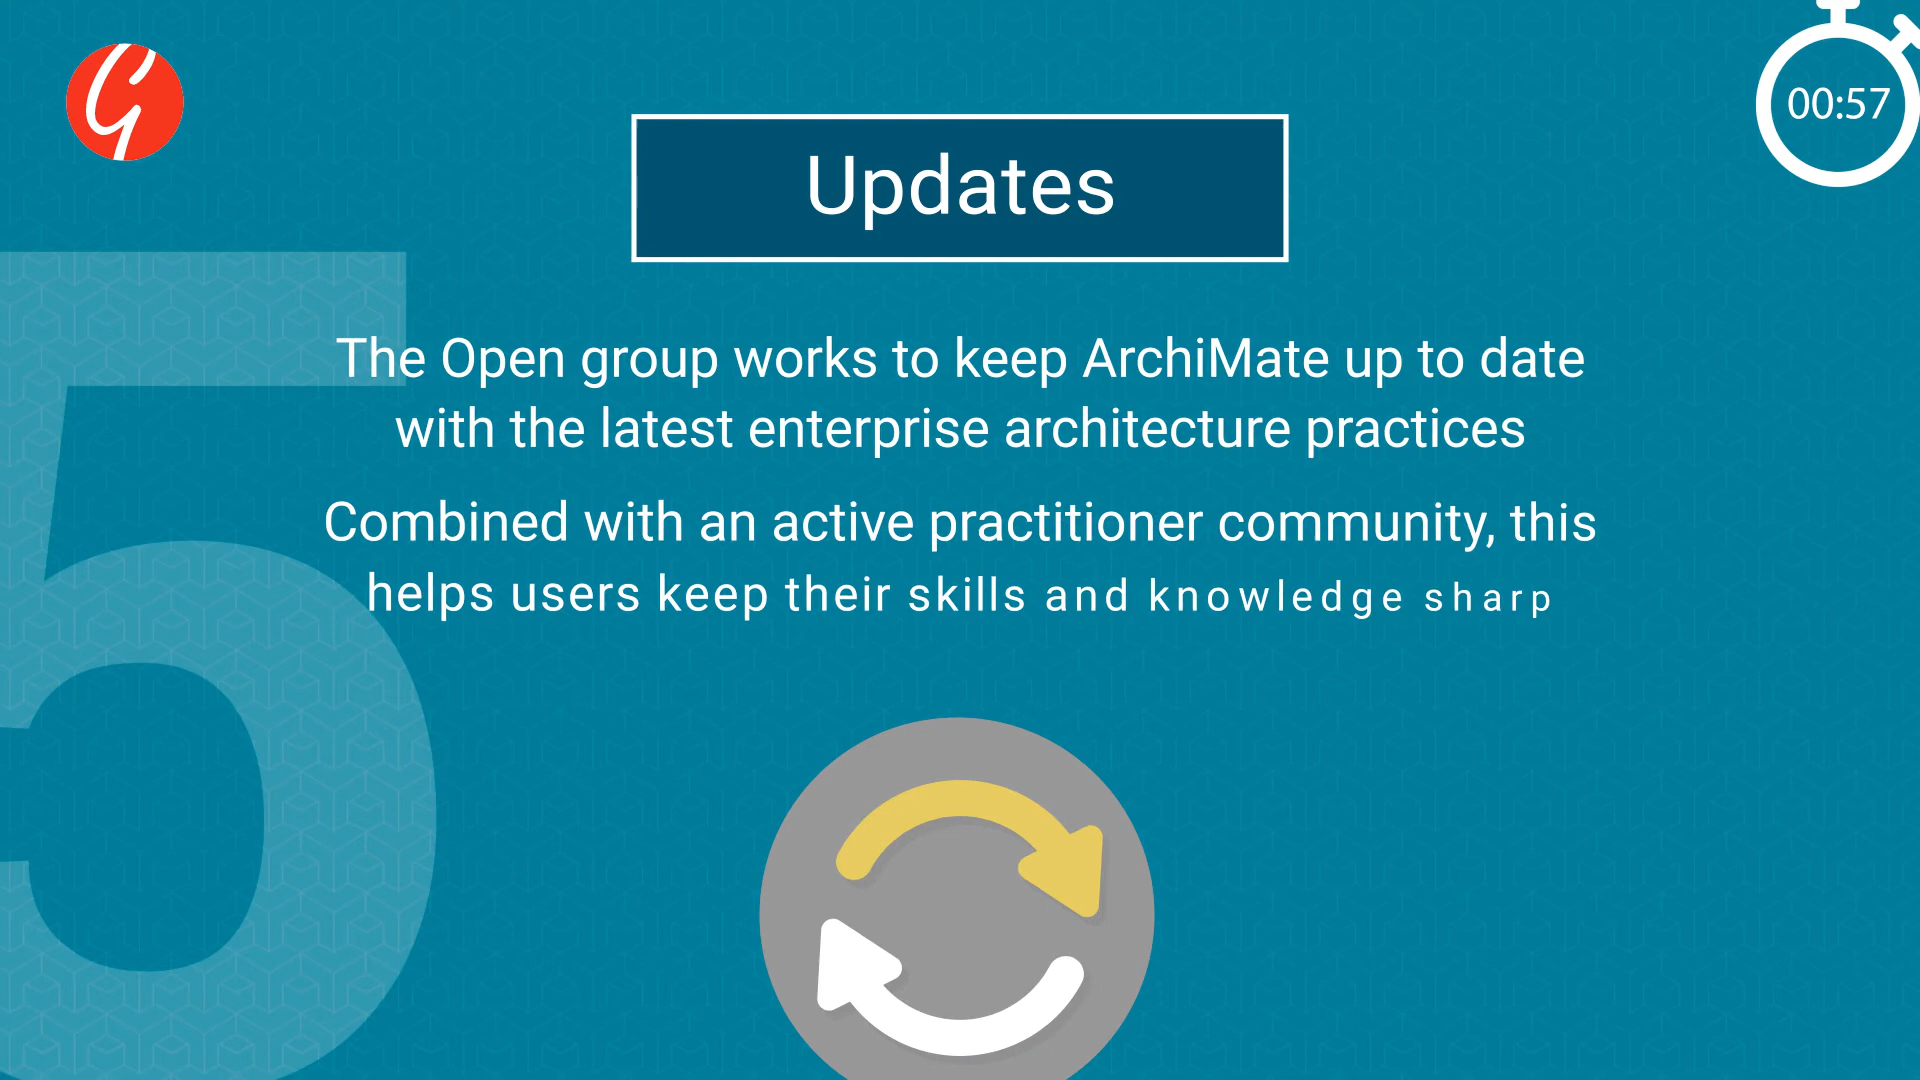 00:57
Updates
5
The Open group works to keep ArchiMate up to date
with the latest enterprise architecture practices
Combined with an active practitioner community, this
helps users keep their skills and knowledge sharp